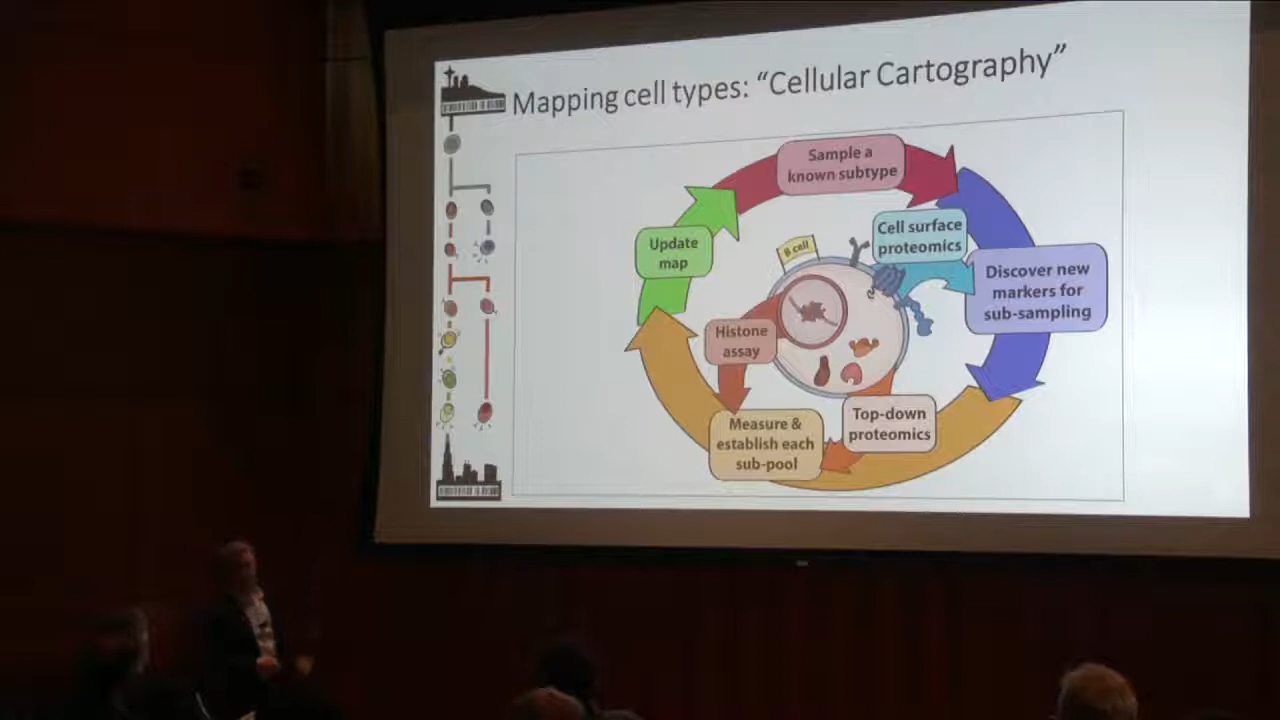 Mapping cell types: “Cellular Cartography”
Sample a
known subtype
Cell surface
proteomics
B cell
Update
map
Discover new
markers for
sub-sampling
Histone
assay
Top-down
proteomics
Measure &
establish each
sub-pool